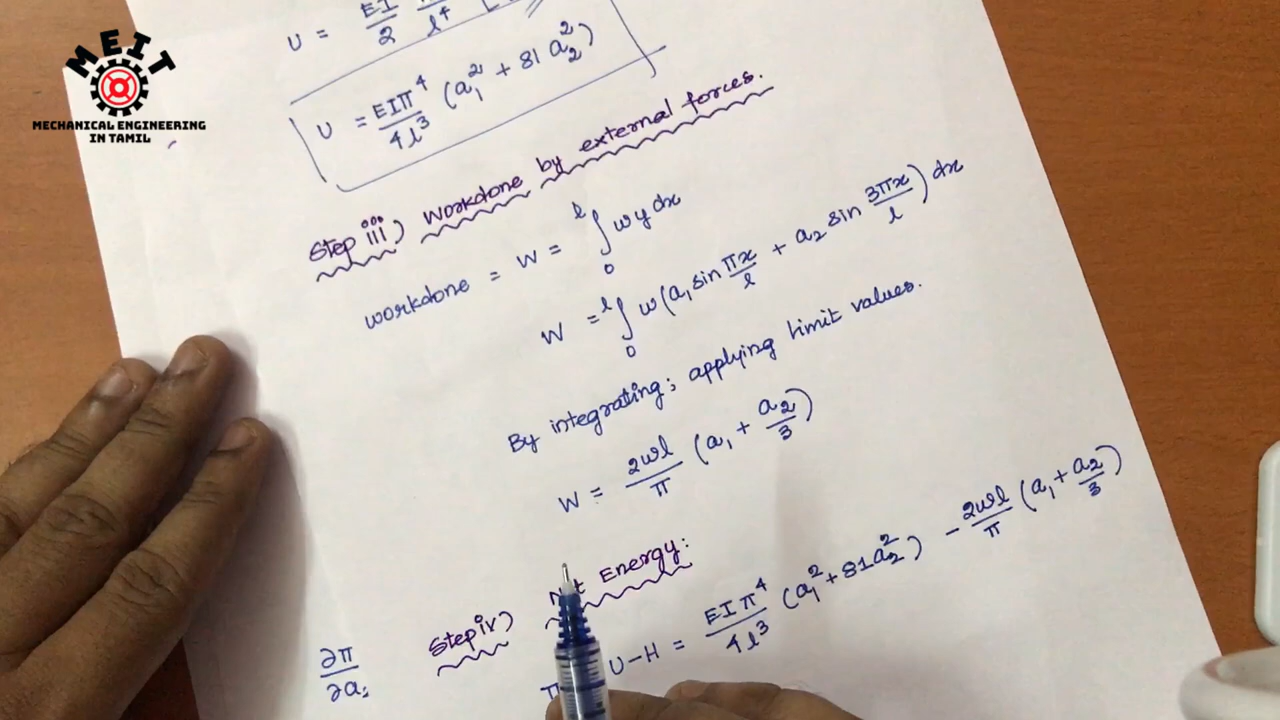 MEIT
MECHANICAL ENGINEERING
IN TAMIL
U = EI/2 l⁴
U = EIπ⁴/4l³ (a₁² + 81 a₂²)
Step iii) Workdone by external forces.
workdone = W = ∫₀ˡ wy dx
W = ∫₀ˡ w(a₁ sin πx/l + a₂ sin 3πx/l) dx
By integrating; applying limit values.
W = 2wl/π (a₁ + a₂/3)
Step iv) Energy:
π U-H = EIπ⁴/4l³ (a₁² + 81a₂²) - 2wl/π (a₁ + a₂/3)
∂π/∂a₁